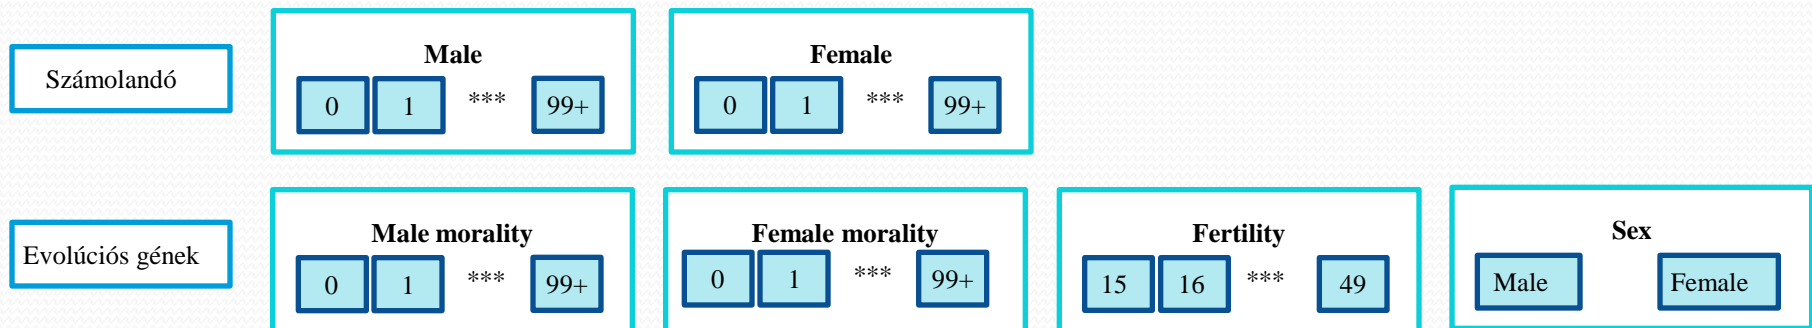 Számolandó
Male
0 1 *** 99+
Female
0 1 *** 99+
Evolúciós gének
Male morality
0 1 *** 99+
Female morality
0 1 *** 99+
Fertility
15 16 *** 49
Sex
Male Female